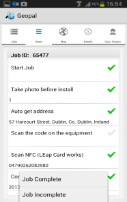 16:54
Geopal
Job ID: 65477
Start Job
Take photo before install
1
Auto get address
57 Harcourt Street, Dublin, Co. Dublin, Ireland
Scan the code on the equipment
Scan NFC (LEap Card works)
Job Complete
Job Incomplete